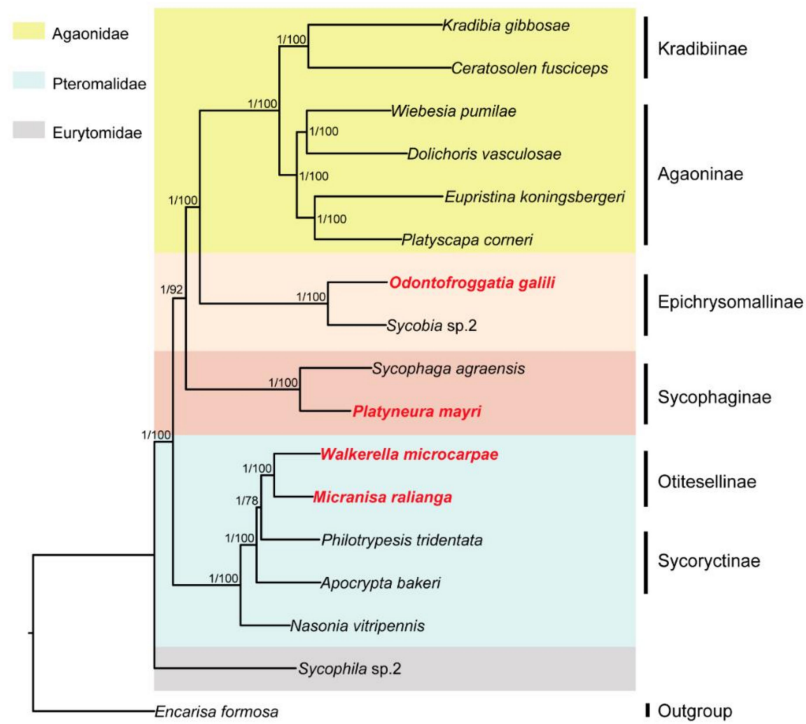 Agaonidae
Pteromalidae
Eurytomidae
Kradibia gibbosae
Ceratosolen fusciceps
Wiebesia pumilae
Dolichoris vasculosae
Eupristina koningsbergeri
Platyscapa corneri
Odontofroggatia galili
Sycobia sp.2
Sycophaga agraensis
Platyneura mayri
Walkerella microcarpae
Micranisa ralianga
Philotrypesis tridentata
Apocrypta bakeri
Nasonia vitripennis
Sycophila sp.2
Encarisa formosa
1/100
1/100
1/100
1/100
1/100
1/100
1/100
1/92
1/100
1/100
1/100
1/78
1/100
1/100
Kradibiinae
Agaoninae
Epichrysomallinae
Sycophaginae
Otitesellinae
Sycoryctinae
Outgroup